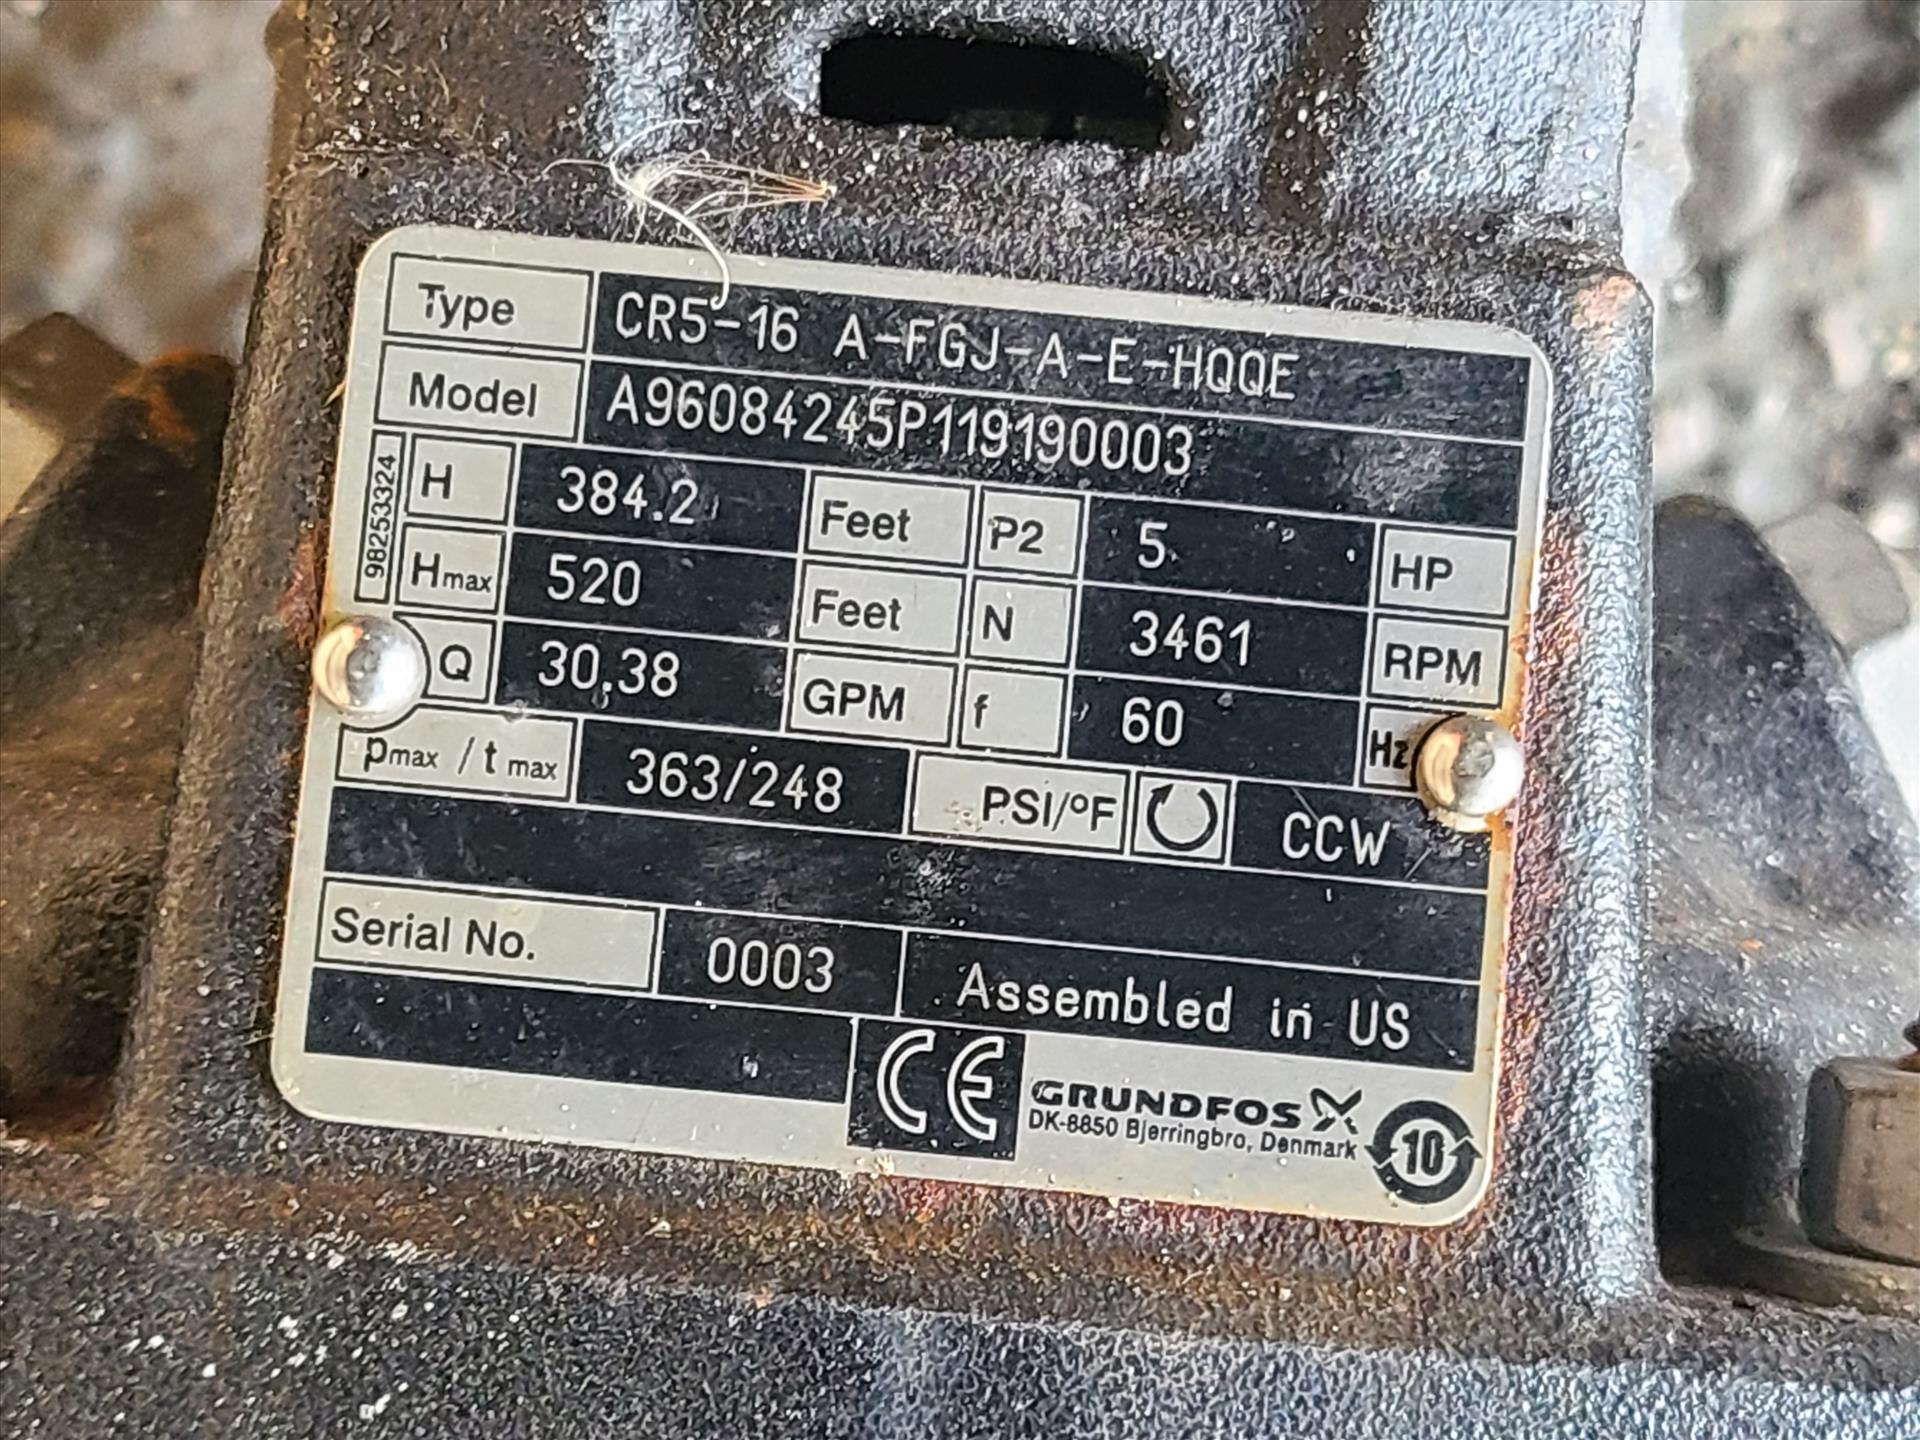 Type CR5-16 A-FGJ-A-E-HQQE
Model A96084245P119190003
98253324
H 384.2 Feet P2 5 HP
Hmax 520 Feet N 3461 RPM
Q 30,38 GPM f 60 Hz
pmax / t max 363/248 PSI/°F CCW
Serial No. 0003 Assembled in US
CE GRUNDFOS
DK-8850 Bjerringbro, Denmark
10